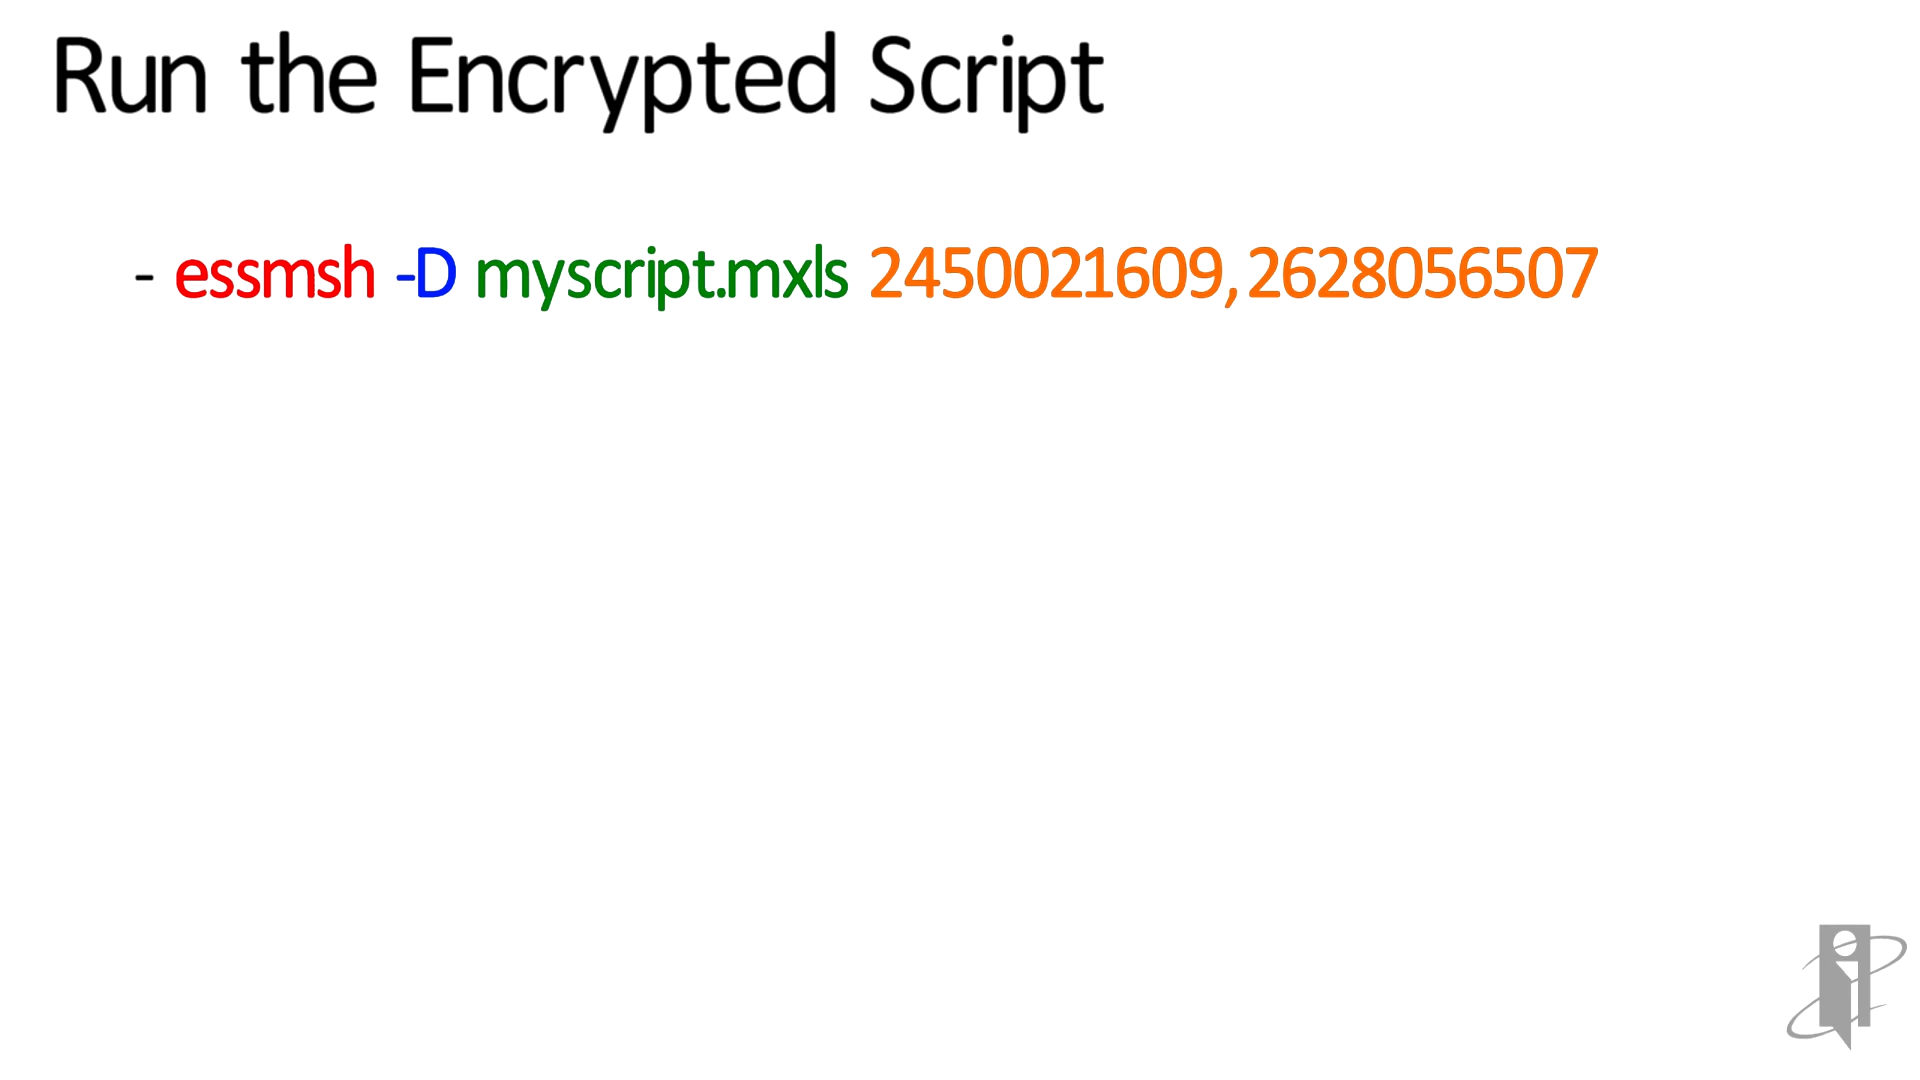 Run the Encrypted Script
- essmsh -D myscript.mxls 2450021609,2628056507